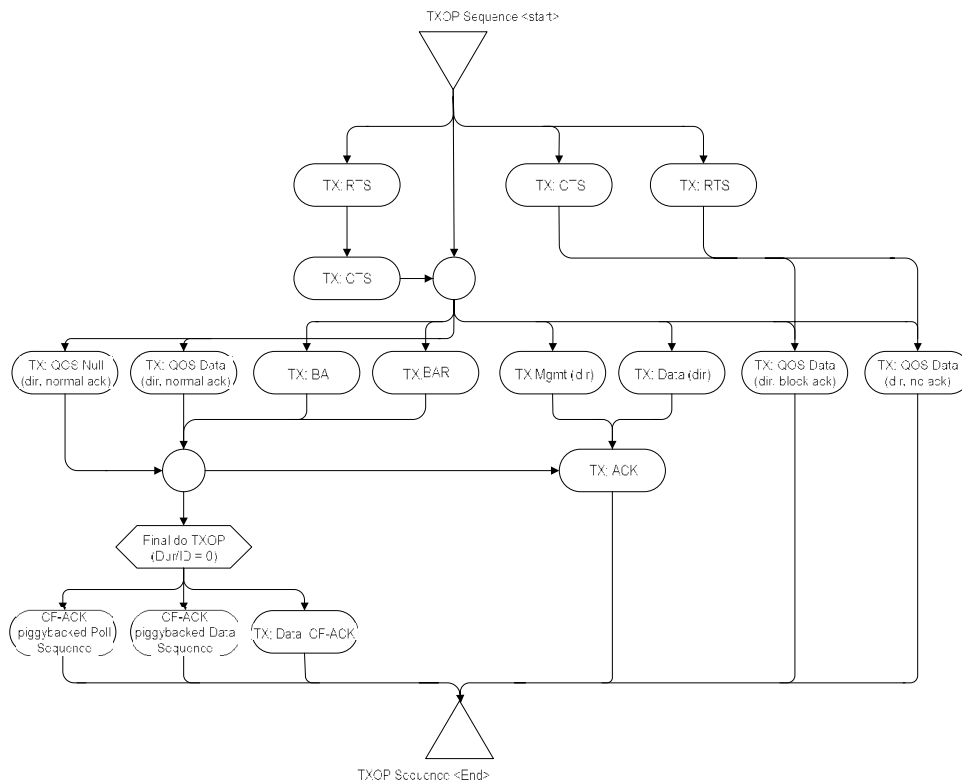 TXOP Sequence <start>
TX: RTS
TX: CTS
TX: RTS
TX: CTS
TX: QOS Null
(dir, normal ack)
TX: QOS Data
(dir, normal ack)
TX: BA
TX:BAR
TX Mgmt (dir)
TX: Data (dir)
TX: QOS Data
(dir. block ack)
TX: QOS Data
(dir, no ack)
TX: ACK
Final do TXOP
(Dur/ID = 0)
CF-ACK
piggybacked Poll
Sequence
CF-ACK
piggybacked Data
Sequence
TX: Data CF-ACK
TXOP Sequence <End>